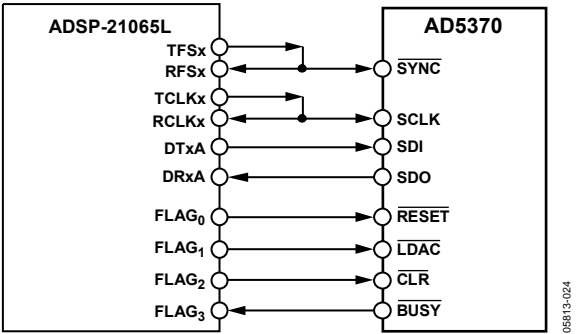 ADSP-21065L
AD5370
TFSx
RFSx
SYNC
TCLKx
RCLKx
SCLK
DTxA
SDI
DRxA
SDO
FLAG0
RESET
FLAG1
LDAC
FLAG2
CLR
FLAG3
BUSY
05813-024